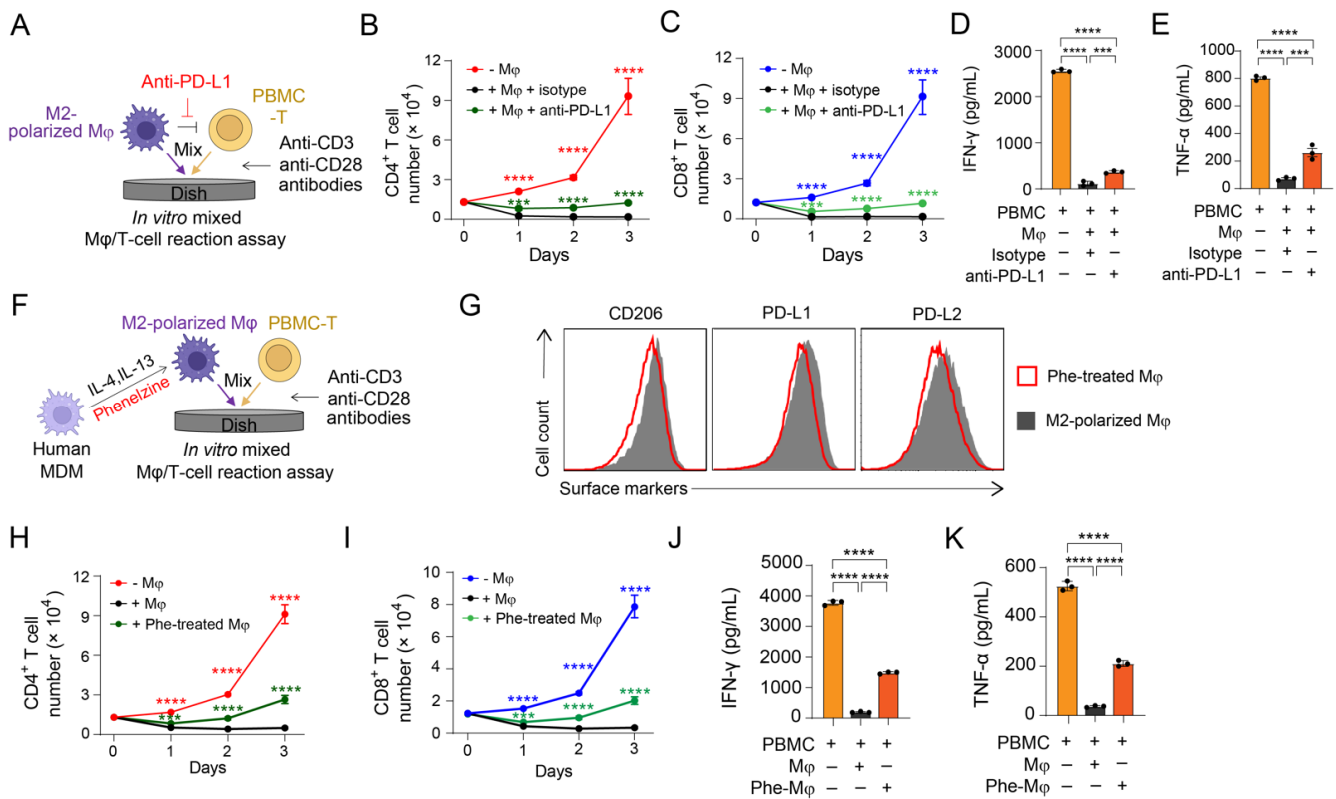 A
Anti-PD-L1
M2-
polarized Mφ
PBMC
-T
Mix
Anti-CD3
anti-CD28
antibodies
Dish
In vitro mixed
Mφ/T-cell reaction assay
B
CD4+ T cell
number (× 10⁴)
12
9
6
3
0
- Mφ
+ Mφ + isotype
+ Mφ + anti-PD-L1
****
****
****
***
****
****
0 1 2 3
Days
C
CD8+ T cell
number (× 10⁴)
12
9
6
3
0
- Mφ
+ Mφ + isotype
+ Mφ + anti-PD-L1
****
****
****
***
****
****
0 1 2 3
Days
D
IFN-γ (pg/mL)
3000
2000
1000
0
****
**** ***
PBMC + + +
Mφ − + +
Isotype − + −
anti-PD-L1 − − +
E
TNF-α (pg/mL)
1000
800
600
400
200
0
****
**** ***
PBMC + + +
Mφ − + +
Isotype − + −
anti-PD-L1 − − +
F
M2-polarized Mφ
PBMC-T
IL-4,IL-13
Phenelzine
Mix
Anti-CD3
anti-CD28
antibodies
Dish
Human
MDM
In vitro mixed
Mφ/T-cell reaction assay
G
CD206
PD-L1
PD-L2
Cell count
Surface markers
Phe-treated Mφ
M2-polarized Mφ
H
CD4+ T cell
number (× 10⁴)
12
9
6
3
0
- Mφ
+ Mφ
+ Phe-treated Mφ
****
****
****
***
****
****
0 1 2 3
Days
I
CD8+ T cell
number (× 10⁴)
10
8
6
4
2
0
- Mφ
+ Mφ
+ Phe-treated Mφ
****
****
****
***
****
****
0 1 2 3
Days
J
IFN-γ (pg/mL)
5000
4000
3000
2000
1000
0
****
**** ****
PBMC + + +
Mφ − + −
Phe-Mφ − − +
K
TNF-α (pg/mL)
600
400
200
0
****
**** ****
PBMC + + +
Mφ − + −
Phe-Mφ − − +